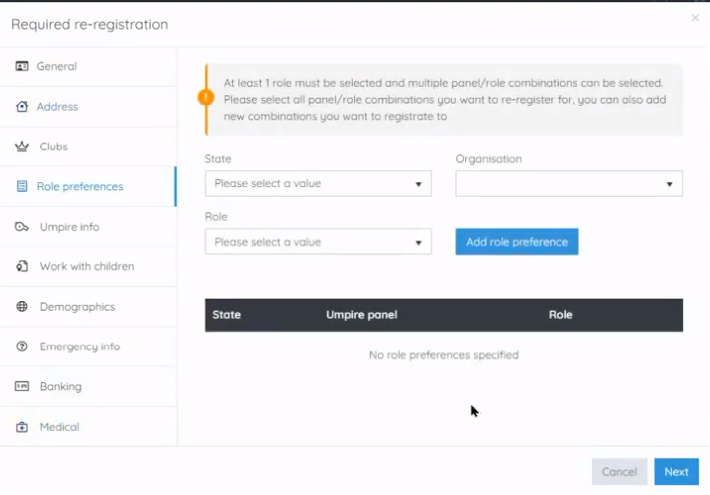 Required re-registration
×
General
Address
Clubs
Role preferences
Umpire info
Work with children
Demographics
Emergency info
Banking
Medical
At least 1 role must be selected and multiple panel/role combinations can be selected.
Please select all panel/role combinations you want to re-register for, you can also add
new combinations you want to registrate to
State
Organisation
Please select a value
Role
Please select a value
Add role preference
State Umpire panel Role
No role preferences specified
Cancel
Next